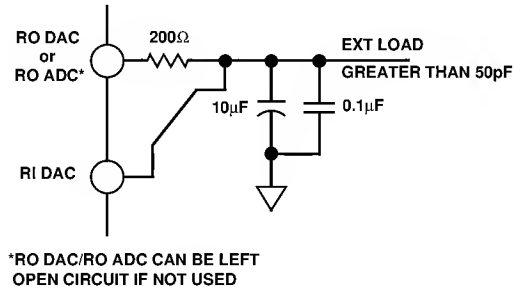 RO DAC
or
RO ADC*
200Ω
EXT LOAD
GREATER THAN 50pF
10μF
0.1μF
RI DAC
*RO DAC/RO ADC CAN BE LEFT
OPEN CIRCUIT IF NOT USED